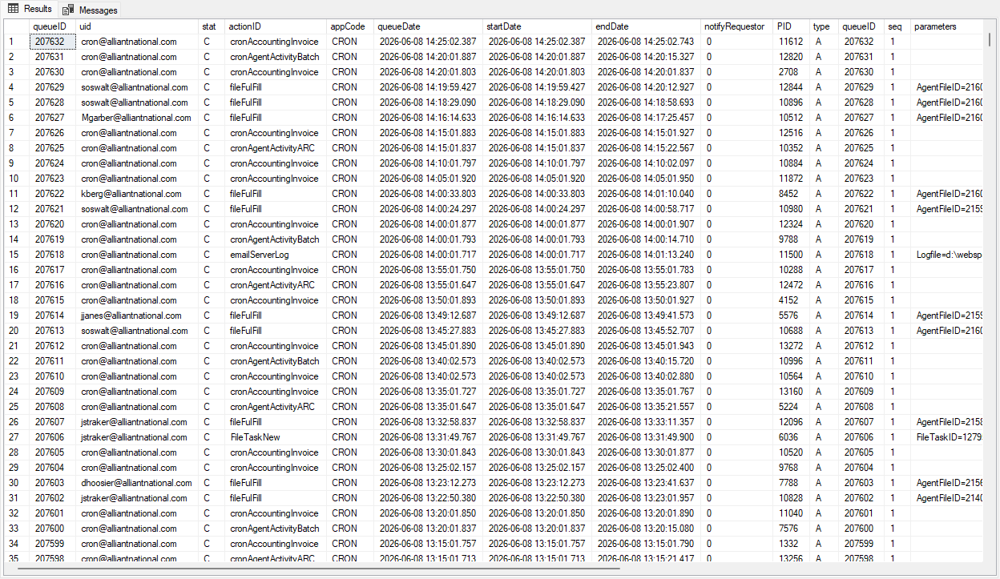 Results Messages
queueID uid stat actionID appCode queueDate startDate endDate notifyRequestor PID type queueID seq parameters
1 207632 cron@alliantnational.com C cronAccountingInvoice CRON 2026-06-08 14:25:02.387 2026-06-08 14:25:02.387 2026-06-08 14:25:02.743 0 11612 A 207632 1
2 207631 cron@alliantnational.com C cronAgentActivityBatch CRON 2026-06-08 14:20:01.887 2026-06-08 14:20:01.887 2026-06-08 14:20:15.327 0 12820 A 207631 1
3 207630 cron@alliantnational.com C cronAccountingInvoice CRON 2026-06-08 14:20:01.803 2026-06-08 14:20:01.803 2026-06-08 14:20:01.837 0 2708 A 207630 1
4 207629 soswalt@alliantnational.com C fileFulFill CRON 2026-06-08 14:19:59.427 2026-06-08 14:19:59.427 2026-06-08 14:20:12.927 0 12844 A 207629 1 AgentFileID=2160
5 207628 soswalt@alliantnational.com C fileFulFill CRON 2026-06-08 14:18:29.090 2026-06-08 14:18:29.090 2026-06-08 14:18:58.693 0 10896 A 207628 1 AgentFileID=2160
6 207627 Mgarber@alliantnational.com C fileFulFill CRON 2026-06-08 14:16:14.633 2026-06-08 14:16:14.633 2026-06-08 14:17:25.457 0 10512 A 207627 1 AgentFileID=2160
7 207626 cron@alliantnational.com C cronAccountingInvoice CRON 2026-06-08 14:15:01.883 2026-06-08 14:15:01.883 2026-06-08 14:15:01.927 0 12516 A 207626 1
8 207625 cron@alliantnational.com C cronAgentActivityARC CRON 2026-06-08 14:15:01.837 2026-06-08 14:15:01.837 2026-06-08 14:15:22.567 0 10352 A 207625 1
9 207624 cron@alliantnational.com C cronAccountingInvoice CRON 2026-06-08 14:10:01.797 2026-06-08 14:10:01.797 2026-06-08 14:10:02.097 0 10884 A 207624 1
10 207623 cron@alliantnational.com C cronAccountingInvoice CRON 2026-06-08 14:05:01.920 2026-06-08 14:05:01.920 2026-06-08 14:05:01.950 0 11872 A 207623 1
11 207622 kberg@alliantnational.com C fileFulFill CRON 2026-06-08 14:00:33.803 2026-06-08 14:00:33.803 2026-06-08 14:01:10.040 0 8452 A 207622 1 AgentFileID=2160
12 207621 soswalt@alliantnational.com C fileFulFill CRON 2026-06-08 14:00:24.297 2026-06-08 14:00:24.297 2026-06-08 14:00:58.717 0 10980 A 207621 1 AgentFileID=2159
13 207620 cron@alliantnational.com C cronAccountingInvoice CRON 2026-06-08 14:00:01.877 2026-06-08 14:00:01.877 2026-06-08 14:00:01.907 0 12324 A 207620 1
14 207619 cron@alliantnational.com C cronAgentActivityBatch CRON 2026-06-08 14:00:01.793 2026-06-08 14:00:01.793 2026-06-08 14:00:14.710 0 9788 A 207619 1
15 207618 cron@alliantnational.com C emailServerLog CRON 2026-06-08 14:00:01.717 2026-06-08 14:00:01.717 2026-06-08 14:01:13.240 0 11500 A 207618 1 Logfile=d:\websp
16 207617 cron@alliantnational.com C cronAccountingInvoice CRON 2026-06-08 13:55:01.750 2026-06-08 13:55:01.750 2026-06-08 13:55:01.783 0 10288 A 207617 1
17 207616 cron@alliantnational.com C cronAgentActivityARC CRON 2026-06-08 13:55:01.647 2026-06-08 13:55:01.647 2026-06-08 13:55:23.807 0 12472 A 207616 1
18 207615 cron@alliantnational.com C cronAccountingInvoice CRON 2026-06-08 13:50:01.893 2026-06-08 13:50:01.893 2026-06-08 13:50:01.927 0 4152 A 207615 1
19 207614 jjanes@alliantnational.com C fileFulFill CRON 2026-06-08 13:49:12.687 2026-06-08 13:49:12.687 2026-06-08 13:49:41.573 0 5576 A 207614 1 AgentFileID=2159
20 207613 soswalt@alliantnational.com C fileFulFill CRON 2026-06-08 13:45:27.883 2026-06-08 13:45:27.883 2026-06-08 13:45:52.707 0 10688 A 207613 1 AgentFileID=2160
21 207612 cron@alliantnational.com C cronAccountingInvoice CRON 2026-06-08 13:45:01.890 2026-06-08 13:45:01.890 2026-06-08 13:45:01.943 0 13272 A 207612 1
22 207611 cron@alliantnational.com C cronAgentActivityBatch CRON 2026-06-08 13:40:02.573 2026-06-08 13:40:02.573 2026-06-08 13:40:15.720 0 10996 A 207611 1
23 207610 cron@alliantnational.com C cronAccountingInvoice CRON 2026-06-08 13:40:02.573 2026-06-08 13:40:02.573 2026-06-08 13:40:02.880 0 10564 A 207610 1
24 207609 cron@alliantnational.com C cronAccountingInvoice CRON 2026-06-08 13:35:01.727 2026-06-08 13:35:01.727 2026-06-08 13:35:01.767 0 13160 A 207609 1
25 207608 cron@alliantnational.com C cronAgentActivityARC CRON 2026-06-08 13:35:01.647 2026-06-08 13:35:01.647 2026-06-08 13:35:21.557 0 5224 A 207608 1
26 207607 jstraker@alliantnational.com C fileFulFill CRON 2026-06-08 13:32:58.837 2026-06-08 13:32:58.837 2026-06-08 13:33:11.357 0 12096 A 207607 1 AgentFileID=2158
27 207606 jstraker@alliantnational.com C FileTaskNew CRON 2026-06-08 13:31:49.767 2026-06-08 13:31:49.767 2026-06-08 13:31:49.900 0 6036 A 207606 1 FileTaskID=1279
28 207605 cron@alliantnational.com C cronAccountingInvoice CRON 2026-06-08 13:30:01.843 2026-06-08 13:30:01.843 2026-06-08 13:30:01.877 0 10520 A 207605 1
29 207604 cron@alliantnational.com C cronAccountingInvoice CRON 2026-06-08 13:25:02.157 2026-06-08 13:25:02.157 2026-06-08 13:25:02.400 0 9768 A 207604 1
30 207603 dhoosier@alliantnational.com C fileFulFill CRON 2026-06-08 13:23:12.273 2026-06-08 13:23:12.273 2026-06-08 13:23:41.637 0 7788 A 207603 1 AgentFileID=2156
31 207602 jstraker@alliantnational.com C fileFulFill CRON 2026-06-08 13:22:50.380 2026-06-08 13:22:50.380 2026-06-08 13:23:01.957 0 10828 A 207602 1 AgentFileID=2140
32 207601 cron@alliantnational.com C cronAccountingInvoice CRON 2026-06-08 13:20:01.850 2026-06-08 13:20:01.850 2026-06-08 13:20:01.890 0 11040 A 207601 1
33 207600 cron@alliantnational.com C cronAgentActivityBatch CRON 2026-06-08 13:20:01.837 2026-06-08 13:20:01.837 2026-06-08 13:20:15.080 0 7576 A 207600 1
34 207599 cron@alliantnational.com C cronAccountingInvoice CRON 2026-06-08 13:15:01.757 2026-06-08 13:15:01.757 2026-06-08 13:15:01.790 0 1332 A 207599 1
35 207598 cron@alliantnational.com C cronAgentActivityARC CRON 2026-06-08 13:15:01.713 2026-06-08 13:15:01.713 2026-06-08 13:15:21.417 0 13256 A 207598 1